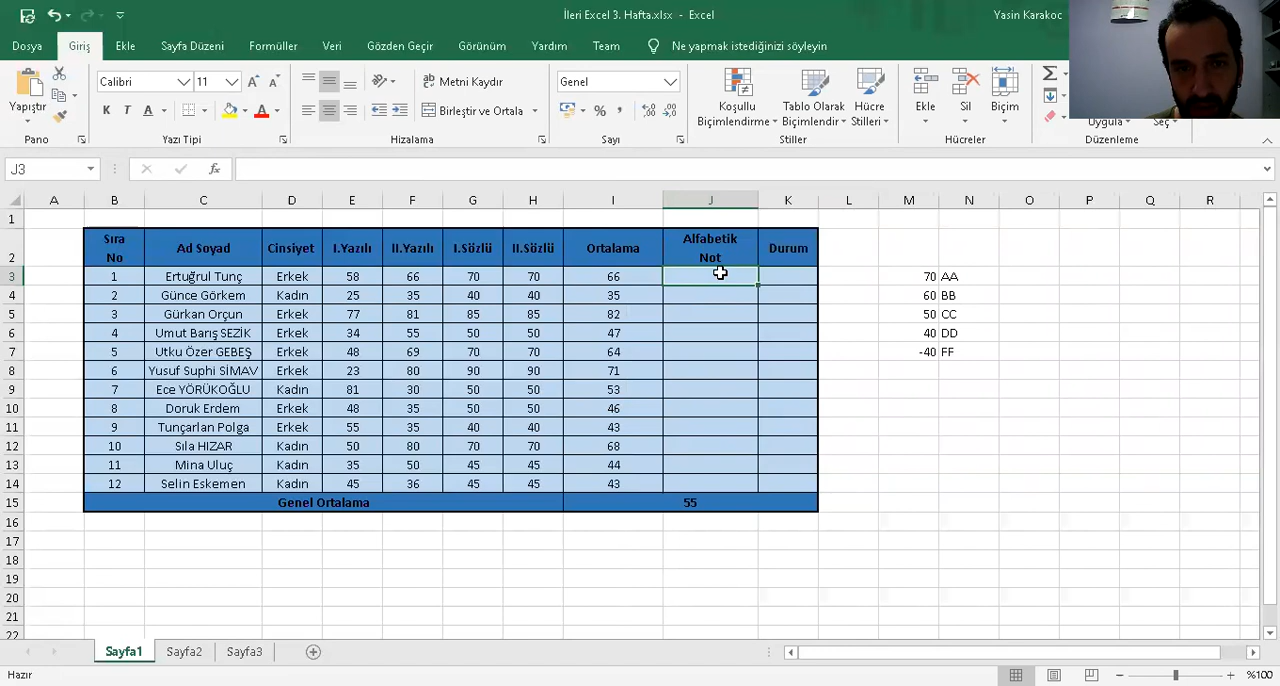 İleri Excel 3. Hafta.xlsx - Excel
Yasin Karakoc
Dosya Giriş Ekle Sayfa Düzeni Formüller Veri Gözden Geçir Görünüm Yardım Team Ne yapmak istediğinizi söyleyin
Calibri 11 Metni Kaydır Genel
Yapıştır Birleştir ve Ortala
Koşullu Biçimlendirme
Tablo Olarak Biçimlendir
Hücre Stilleri
Ekle Sil Biçim
Uygula Seç
Pano Yazı Tipi Hizalama Sayı Stiller Hücreler Düzenleme
J3 fx
A B C D E F G H I J K L M N O P Q R
1
2 Sıra No Ad Soyad Cinsiyet I.Yazılı II.Yazılı I.Sözlü II.Sözlü Ortalama Alfabetik Not Durum
3 1 Ertuğrul Tunç Erkek 58 66 70 70 66 70 AA
4 2 Günce Görkem Kadın 25 35 40 40 35 60 BB
5 3 Gürkan Orçun Erkek 77 81 85 85 82 50 CC
6 4 Umut Barış SEZİK Erkek 34 55 50 50 47 40 DD
7 5 Utku Özer GEBEŞ Erkek 48 69 70 70 64 -40 FF
8 6 Yusuf Suphi SİMAV Erkek 23 80 90 90 71
9 7 Ece YÖRÜKOĞLU Kadın 81 30 50 50 53
10 8 Doruk Erdem Erkek 48 35 50 50 46
11 9 Tunçarlan Polga Erkek 55 35 40 40 43
12 10 Sıla HIZAR Kadın 50 80 70 70 68
13 11 Mina Uluç Kadın 35 50 45 45 44
14 12 Selin Eskemen Kadın 45 36 45 45 43
15 Genel Ortalama 55
16
17
18
19
20
21
22
Sayfa1 Sayfa2 Sayfa3
Hazır %100